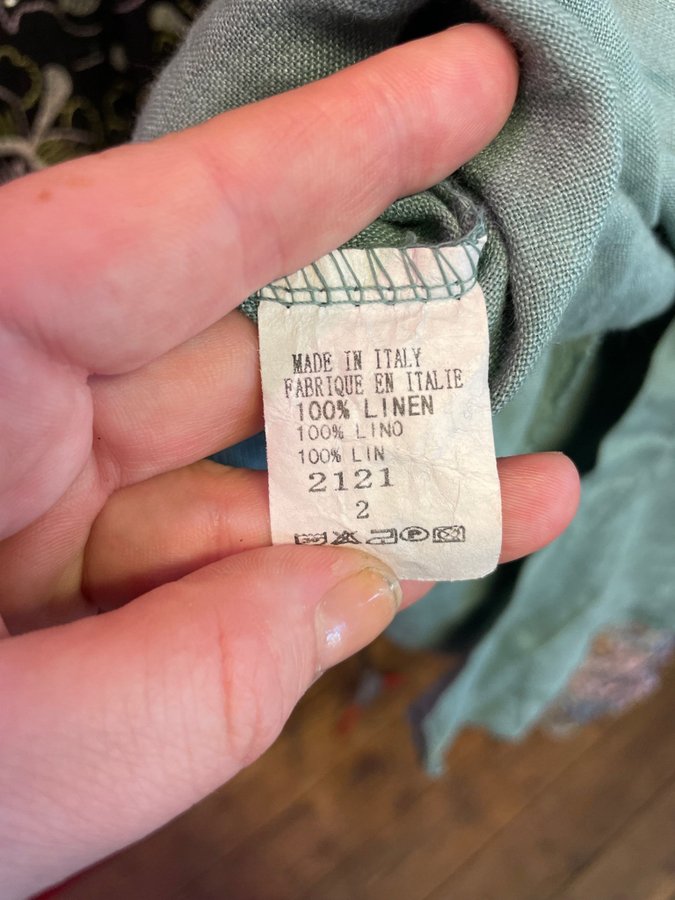 MADE IN ITALY
FABRIQUE EN ITALIE
100% LINEN
100% LINO
100% LIN
2121
2
P